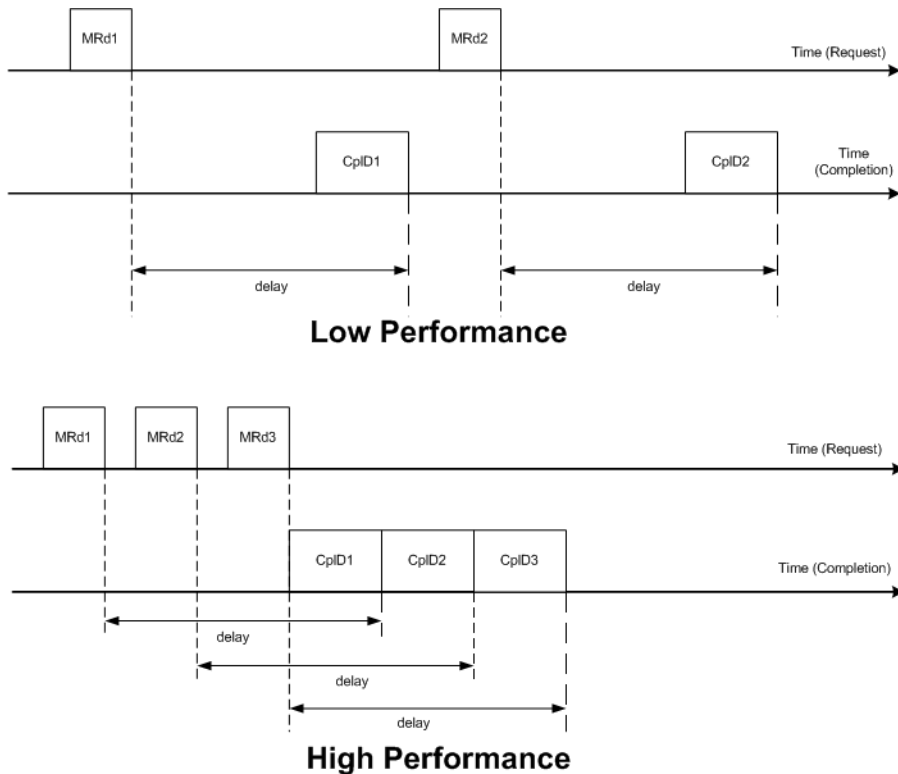 MRd1
MRd2
Time (Request)
CplD1
CplD2
Time
(Completion)
delay
delay
Low Performance
MRd1
MRd2
MRd3
Time (Request)
CplD1
CplD2
CplD3
Time (Completion)
delay
delay
delay
High Performance